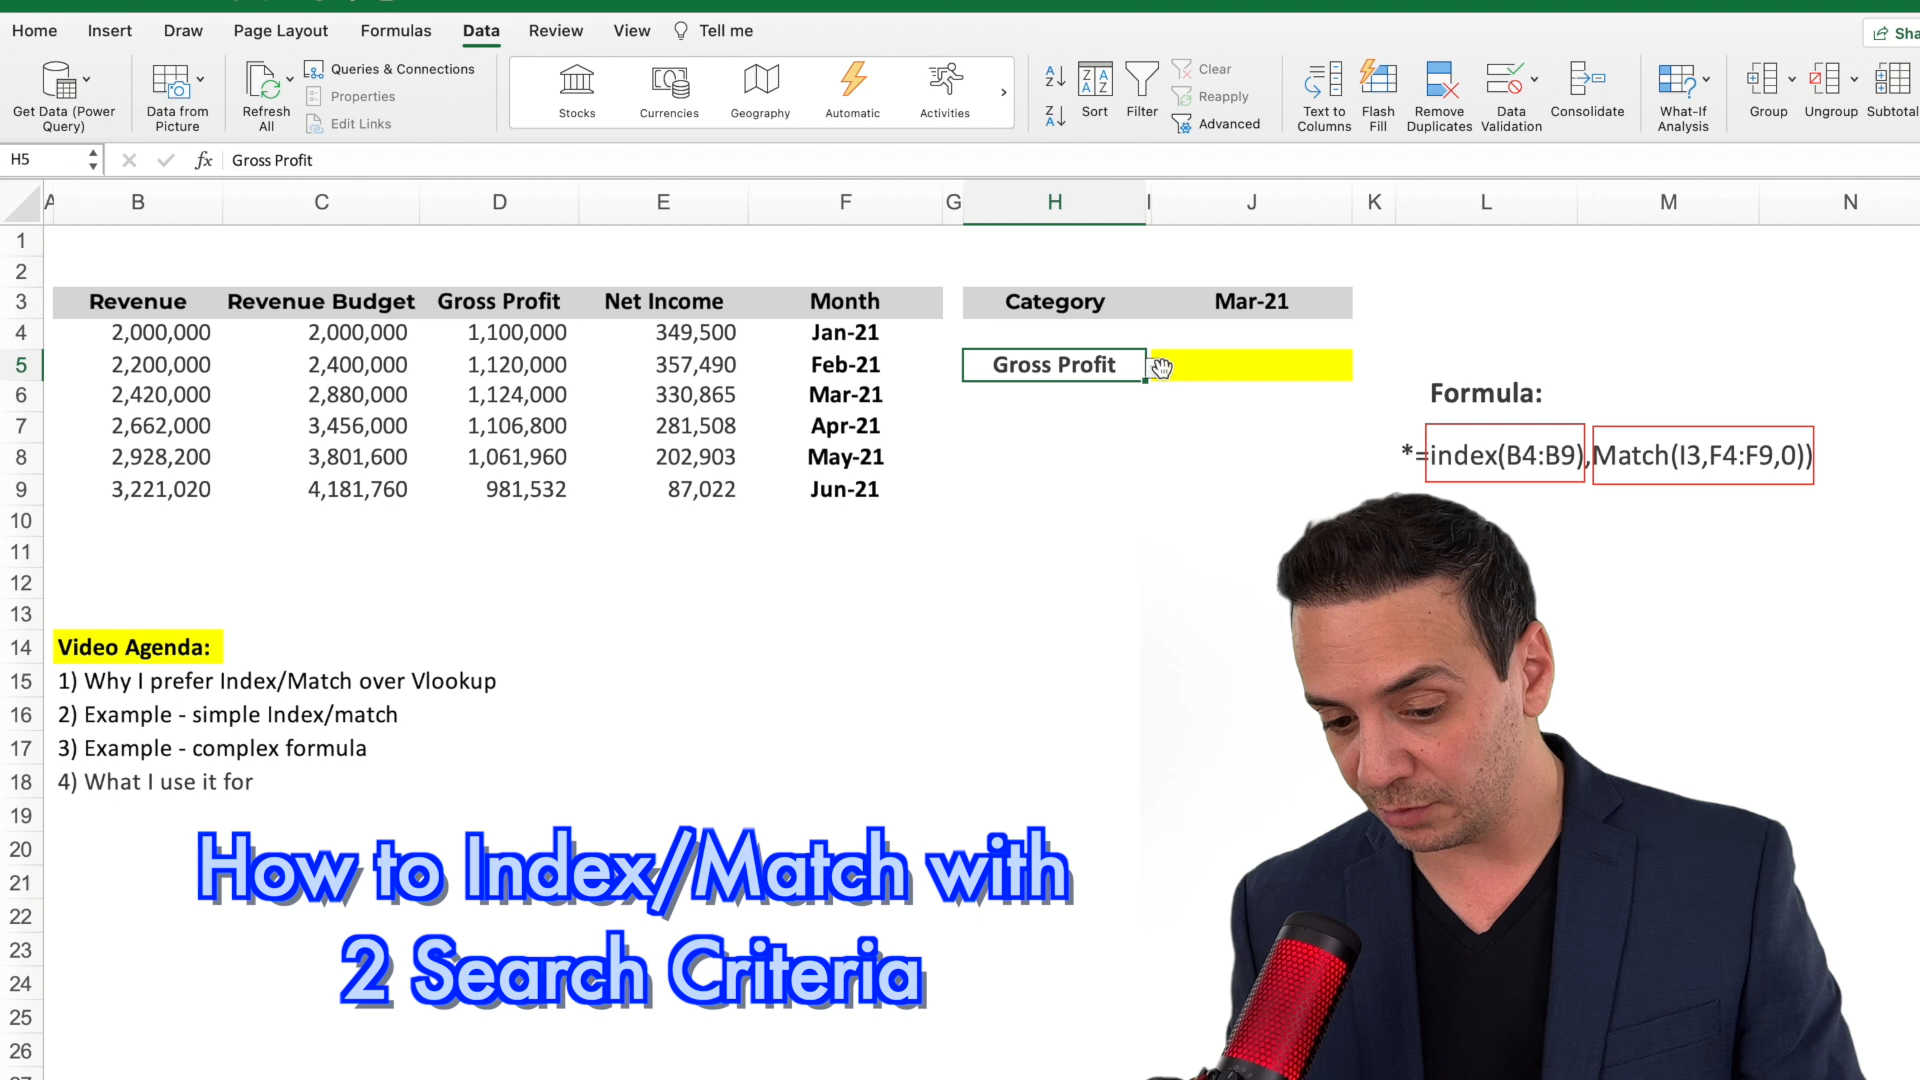 Home Insert Draw Page Layout Formulas Data Review View Tell me
Sha
Get Data (Power Query)
Data from Picture
Refresh All
Queries & Connections
Properties
Edit Links
Stocks
Currencies
Geography
Automatic
Activities
Sort
Filter
Clear
Reapply
Advanced
Text to Columns
Flash Fill
Remove Duplicates
Data Validation
Consolidate
What-If Analysis
Group
Ungroup
Subtotal
H5 fx Gross Profit
A B C D E F G H I J K L M N
1
2
3 Revenue Revenue Budget Gross Profit Net Income Month Category Mar-21
4 2,000,000 2,000,000 1,100,000 349,500 Jan-21
5 2,200,000 2,400,000 1,120,000 357,490 Feb-21 Gross Profit
6 2,420,000 2,880,000 1,124,000 330,865 Mar-21 Formula:
7 2,662,000 3,456,000 1,106,800 281,508 Apr-21
8 2,928,200 3,801,600 1,061,960 202,903 May-21 *=index(B4:B9),Match(I3,F4:F9,0))
9 3,221,020 4,181,760 981,532 87,022 Jun-21
10
11
12
13
14 Video Agenda:
15 1) Why I prefer Index/Match over Vlookup
16 2) Example - simple Index/match
17 3) Example - complex formula
18 4) What I use it for
19
20
21
22
23
24
25
26
How to Index/Match with
2 Search Criteria